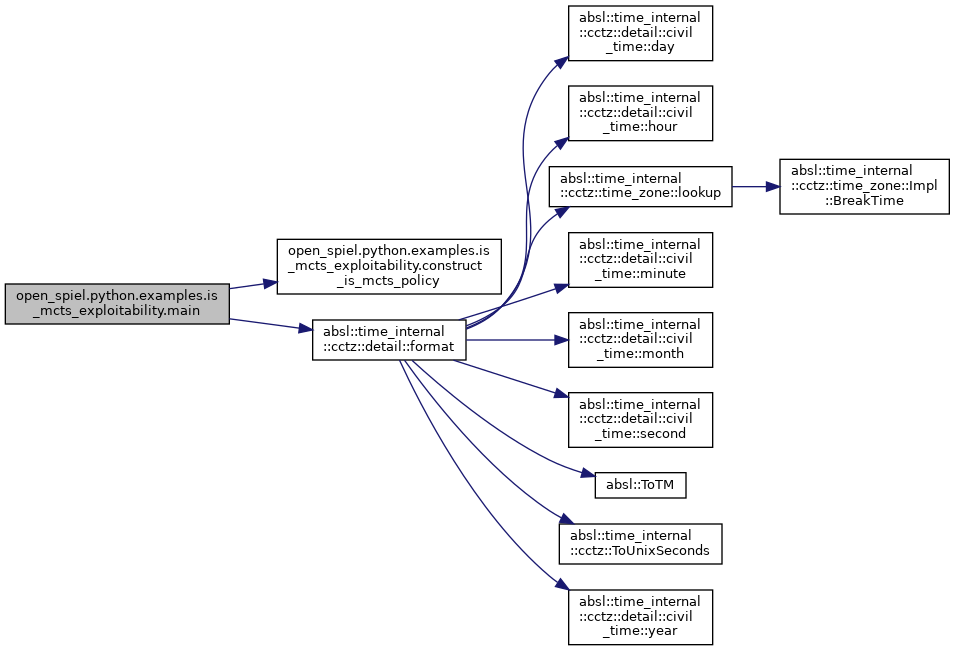 open_spiel.python.examples.is
_mcts_exploitability.main
open_spiel.python.examples.is
_mcts_exploitability.construct
_is_mcts_policy
absl::time_internal
::cctz::detail::format
absl::time_internal
::cctz::detail::civil
_time::day
absl::time_internal
::cctz::detail::civil
_time::hour
absl::time_internal
::cctz::time_zone::lookup
absl::time_internal
::cctz::time_zone::Impl
::BreakTime
absl::time_internal
::cctz::detail::civil
_time::minute
absl::time_internal
::cctz::detail::civil
_time::month
absl::time_internal
::cctz::detail::civil
_time::second
absl::ToTM
absl::time_internal
::cctz::ToUnixSeconds
absl::time_internal
::cctz::detail::civil
_time::year